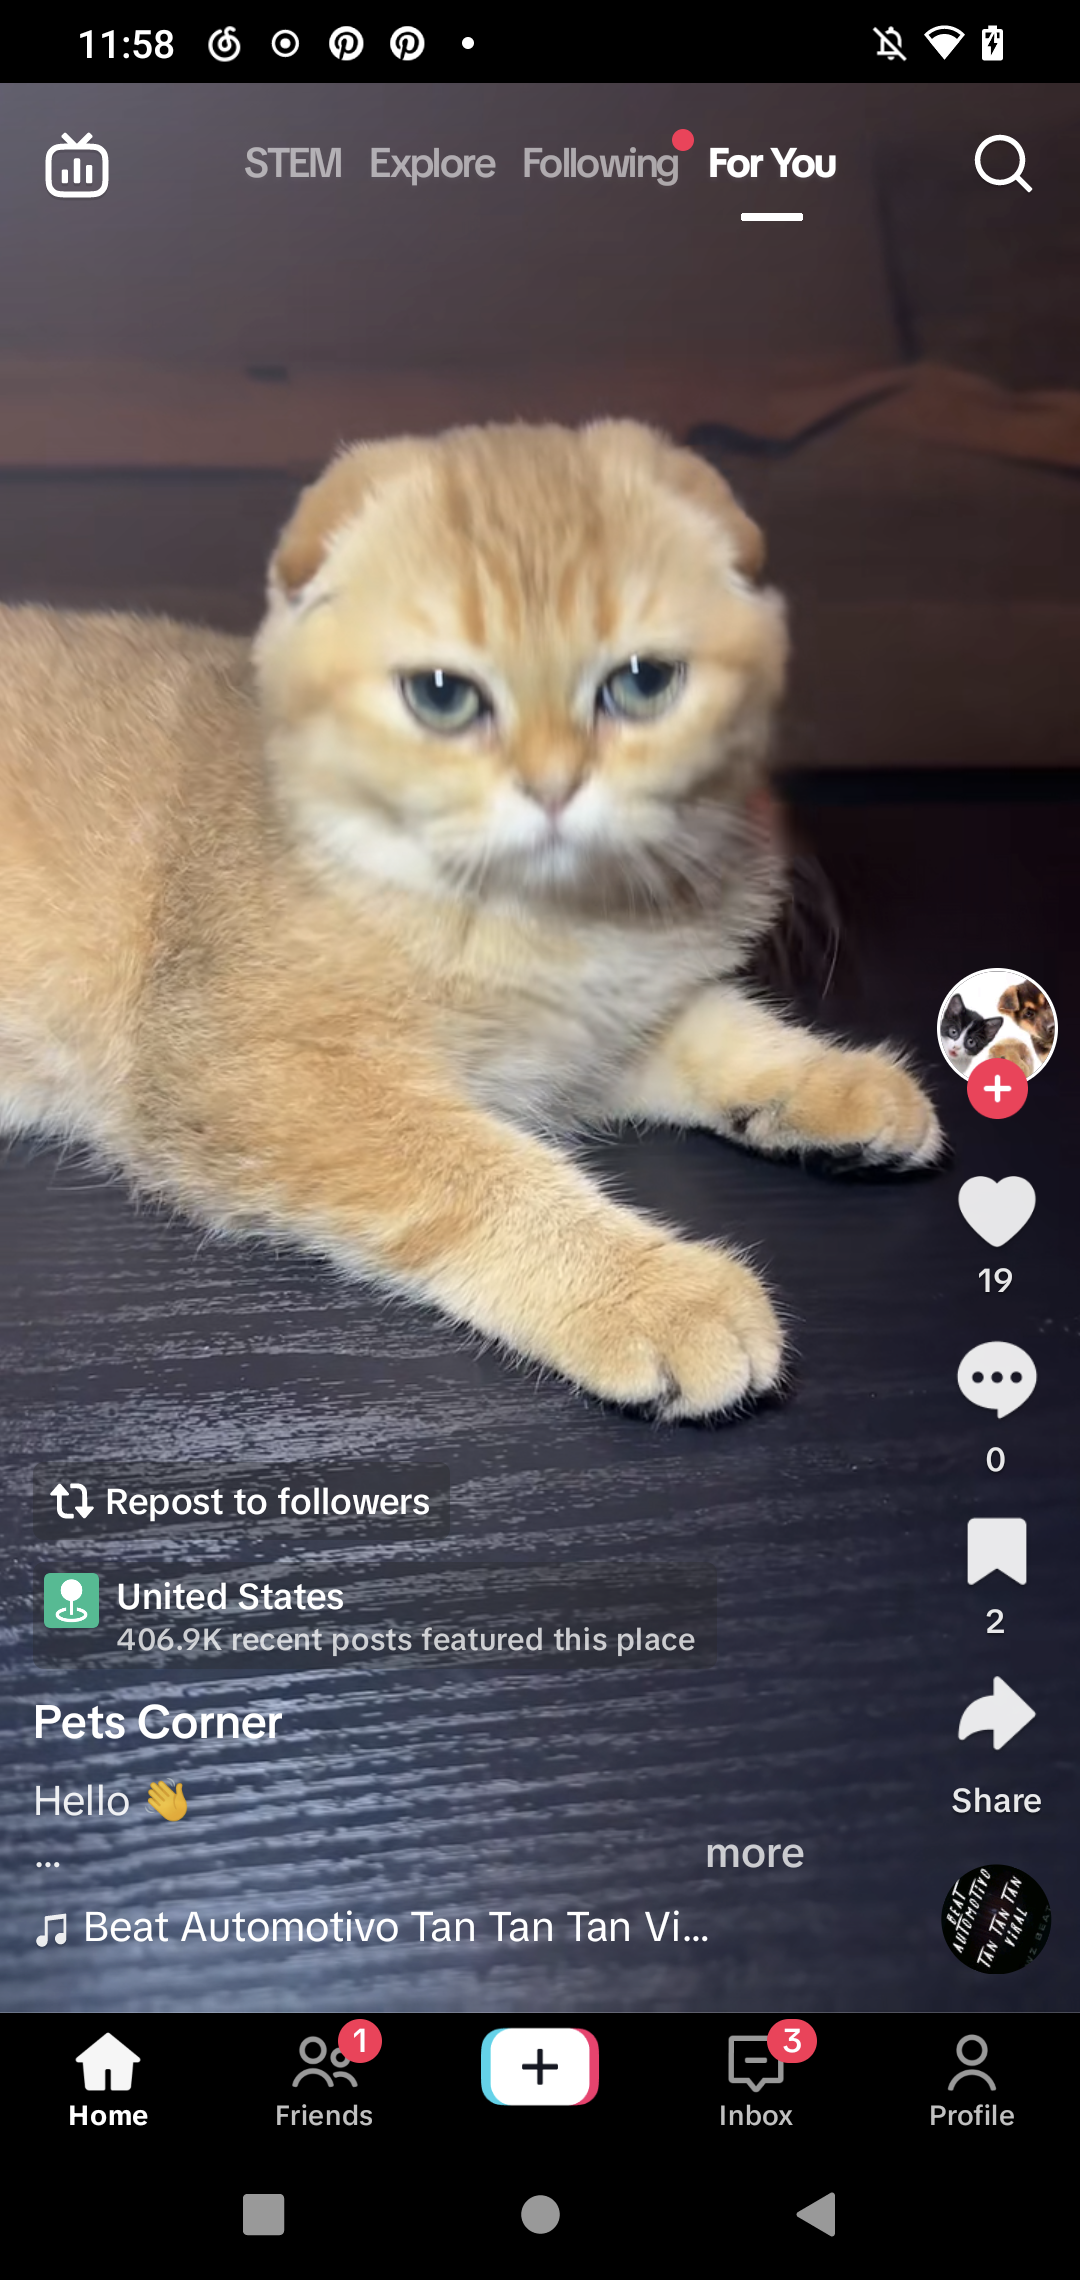 11:58
STEM Explore Following For You
19
0
Repost to followers
United States
406.9K recent posts featured this place
2
Pets Corner
Share
Hello 👋
... more
Beat Automotivo Tan Tan Tan Vi...
BEAT
AUTOMOTIVO
TAN TAN TAN
VIRAL
1
3
Home Friends Inbox Profile